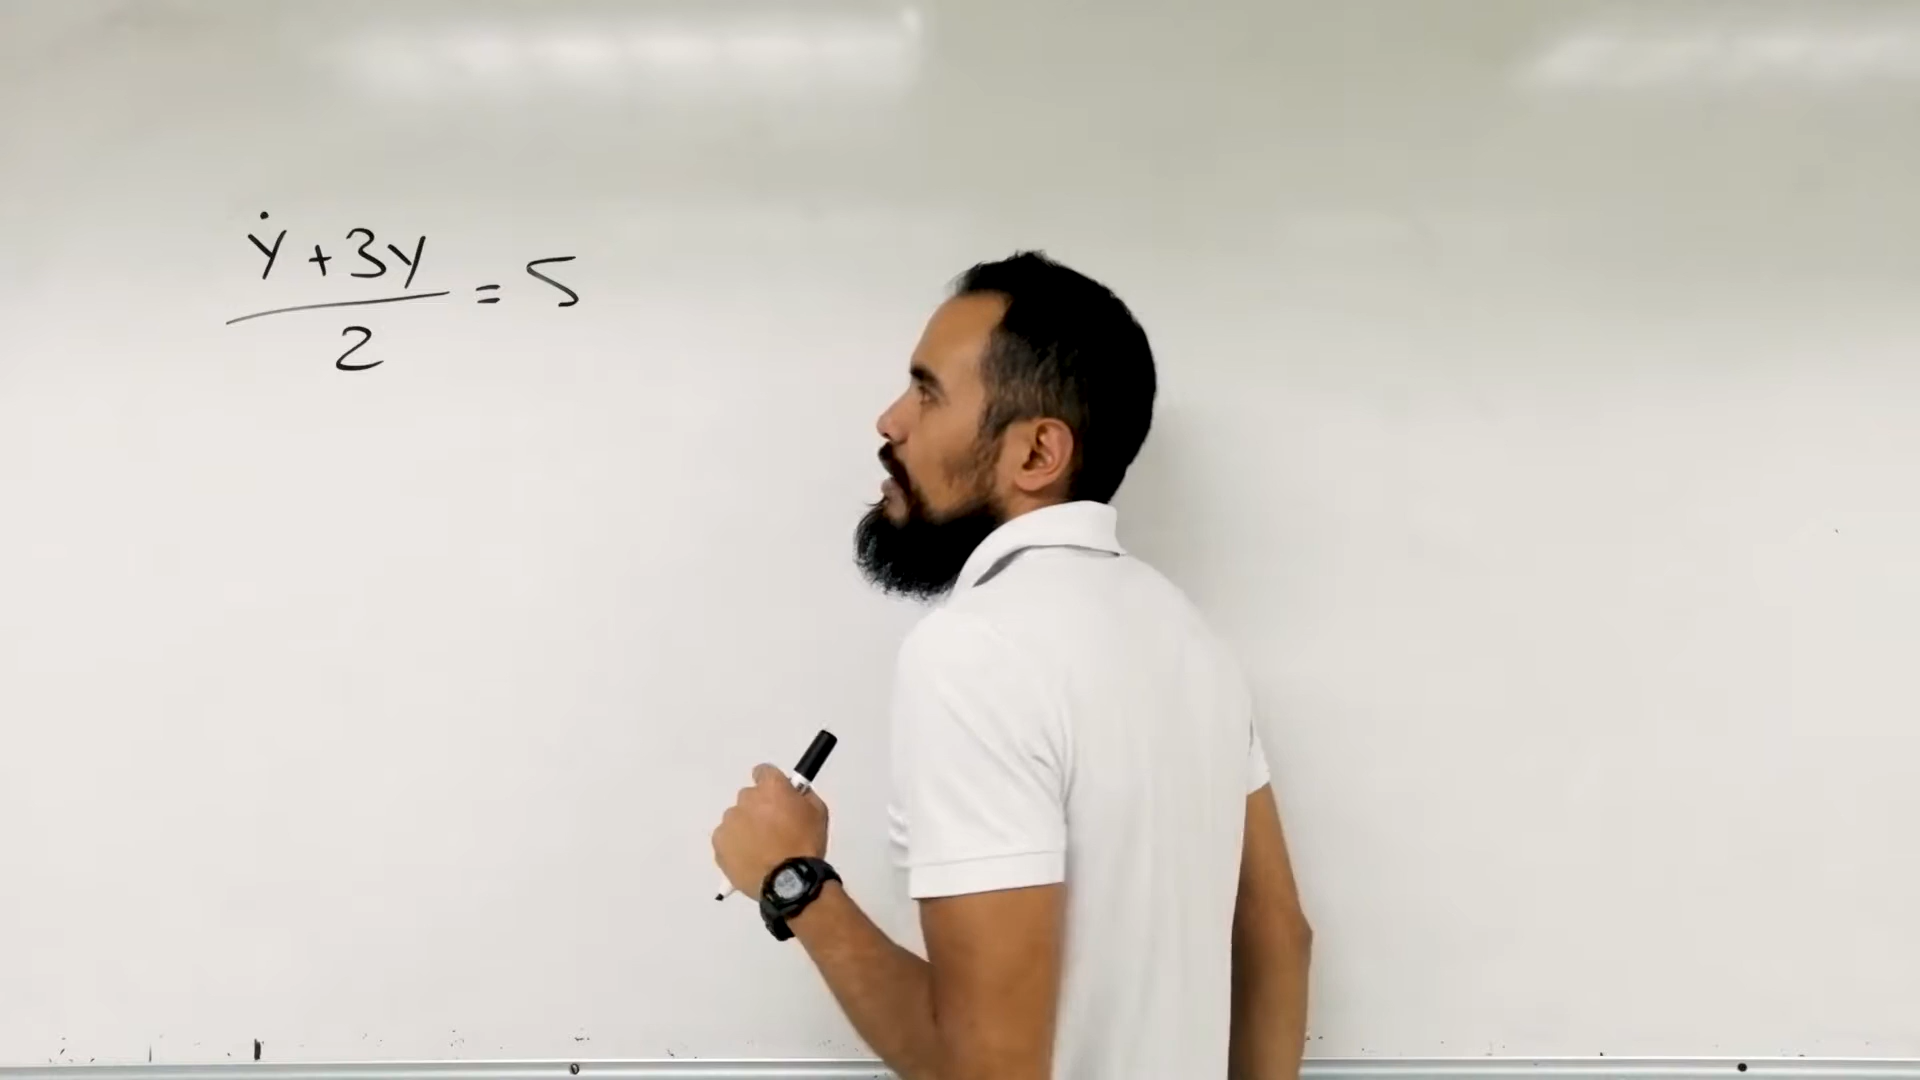 ẏ + 3y
——— = 5
2